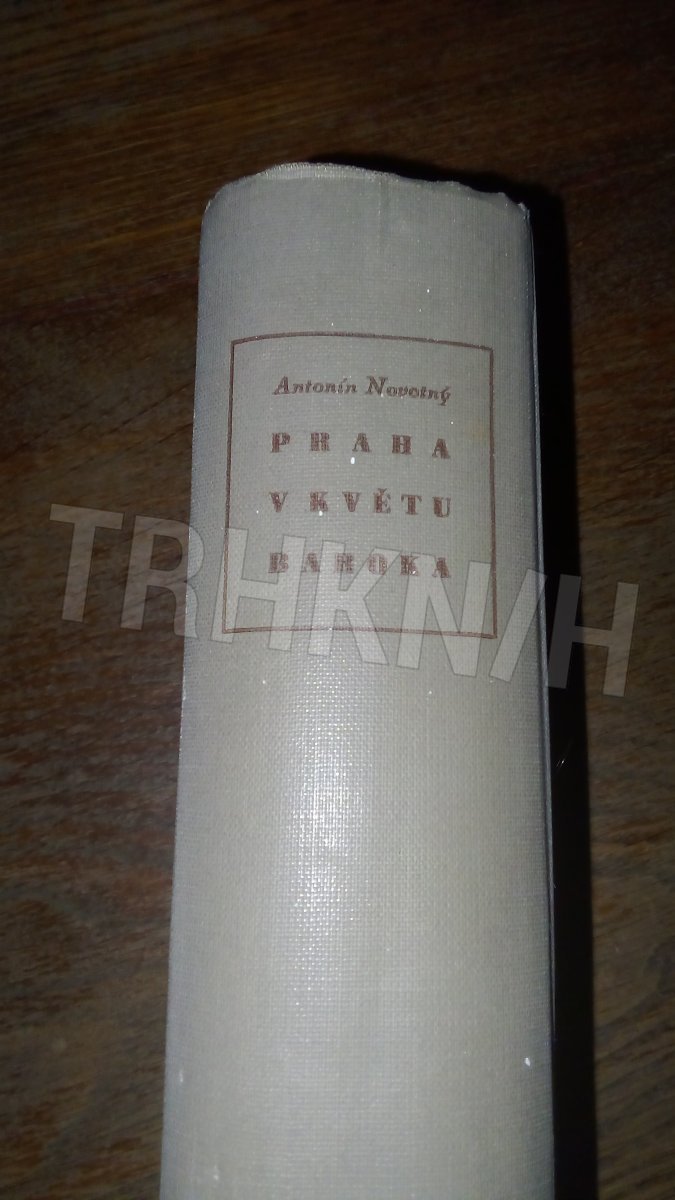 Antonín Novotný
PRAHA
V KVĚTU
BAROKA
TRHKNIH